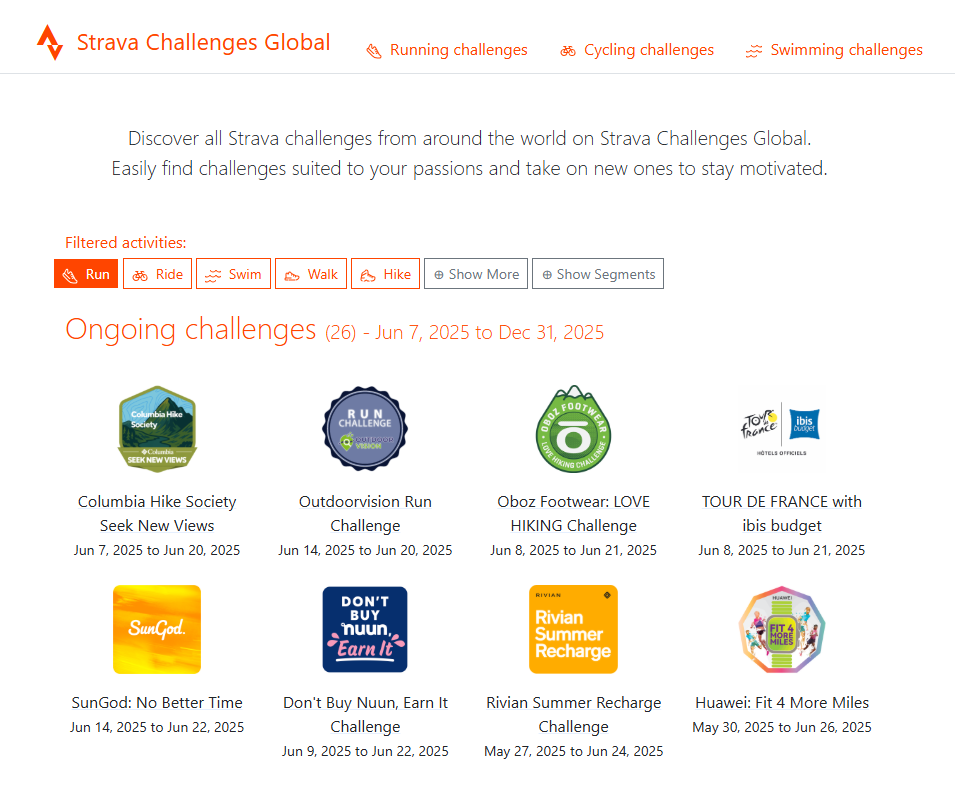 Strava Challenges Global
Running challenges
Cycling challenges
Swimming challenges
Discover all Strava challenges from around the world on Strava Challenges Global.
Easily find challenges suited to your passions and take on new ones to stay motivated.
Filtered activities:
Run
Ride
Swim
Walk
Hike
⊕ Show More
⊕ Show Segments
Ongoing challenges (26) - Jun 7, 2025 to Dec 31, 2025
Columbia Hike
Society
Columbia
SEEK NEW VIEWS
RUN
CHALLENGE
OUTDOOR
VISION
OBOZ FOOTWEAR
LOVE HIKING CHALLENGE
TOUR
de
france
ibis
budget
HÔTELS OFFICIELS
Columbia Hike Society
Seek New Views
Jun 7, 2025 to Jun 20, 2025
Outdoorvision Run
Challenge
Jun 14, 2025 to Jun 20, 2025
Oboz Footwear: LOVE
HIKING Challenge
Jun 8, 2025 to Jun 21, 2025
TOUR DE FRANCE with
ibis budget
Jun 8, 2025 to Jun 21, 2025
SunGod.
DON'T
BUY
nuun,
Earn It
RIVIAN
Rivian
Summer
Recharge
HUAWEI
FIT 4
MORE
MILES
SunGod: No Better Time
Jun 14, 2025 to Jun 22, 2025
Don't Buy Nuun, Earn It
Challenge
Jun 9, 2025 to Jun 22, 2025
Rivian Summer Recharge
Challenge
May 27, 2025 to Jun 24, 2025
Huawei: Fit 4 More Miles
May 30, 2025 to Jun 26, 2025